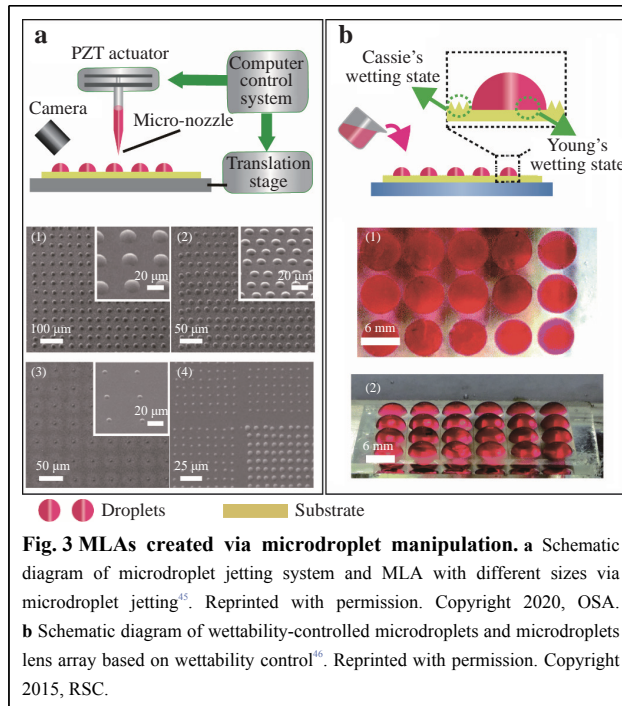 a
PZT actuator
Computer
control
system
Camera
Micro-nozzle
Translation
stage
(1)
20 μm
100 μm
(2)
20 μm
50 μm
(3)
20 μm
50 μm
(4)
25 μm
b
Cassie's
wetting state
Young's
wetting state
(1)
6 mm
(2)
6 mm
Droplets
Substrate
Fig. 3 MLAs created via microdroplet manipulation. a Schematic
diagram of microdroplet jetting system and MLA with different sizes via
microdroplet jetting45. Reprinted with permission. Copyright 2020, OSA.
b Schematic diagram of wettability-controlled microdroplets and microdroplets
lens array based on wettability control46. Reprinted with permission. Copyright
2015, RSC.